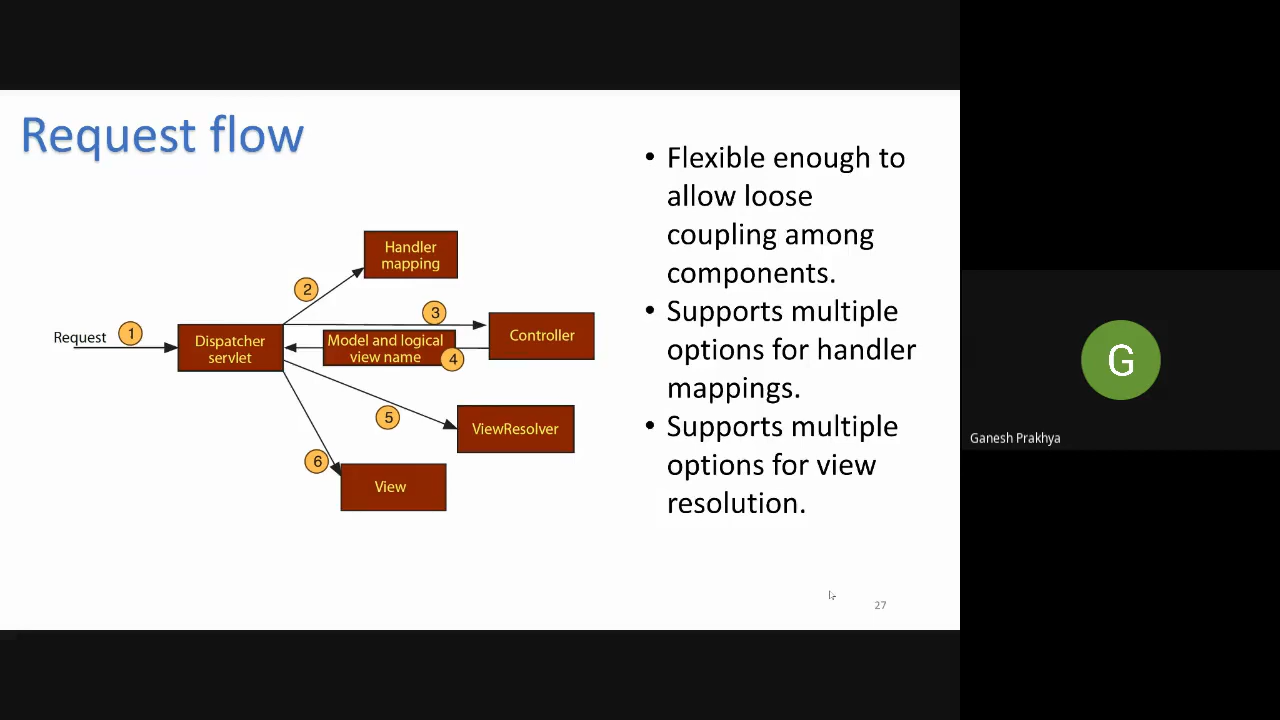 Request flow
• Flexible enough to
allow loose
coupling among
components.
• Supports multiple
options for handler
mappings.
• Supports multiple
options for view
resolution.
Handler
mapping
2
3
Request
1
Dispatcher
servlet
Model and logical
view name
4
Controller
5
ViewResolver
6
View
27
G
Ganesh Prakhya